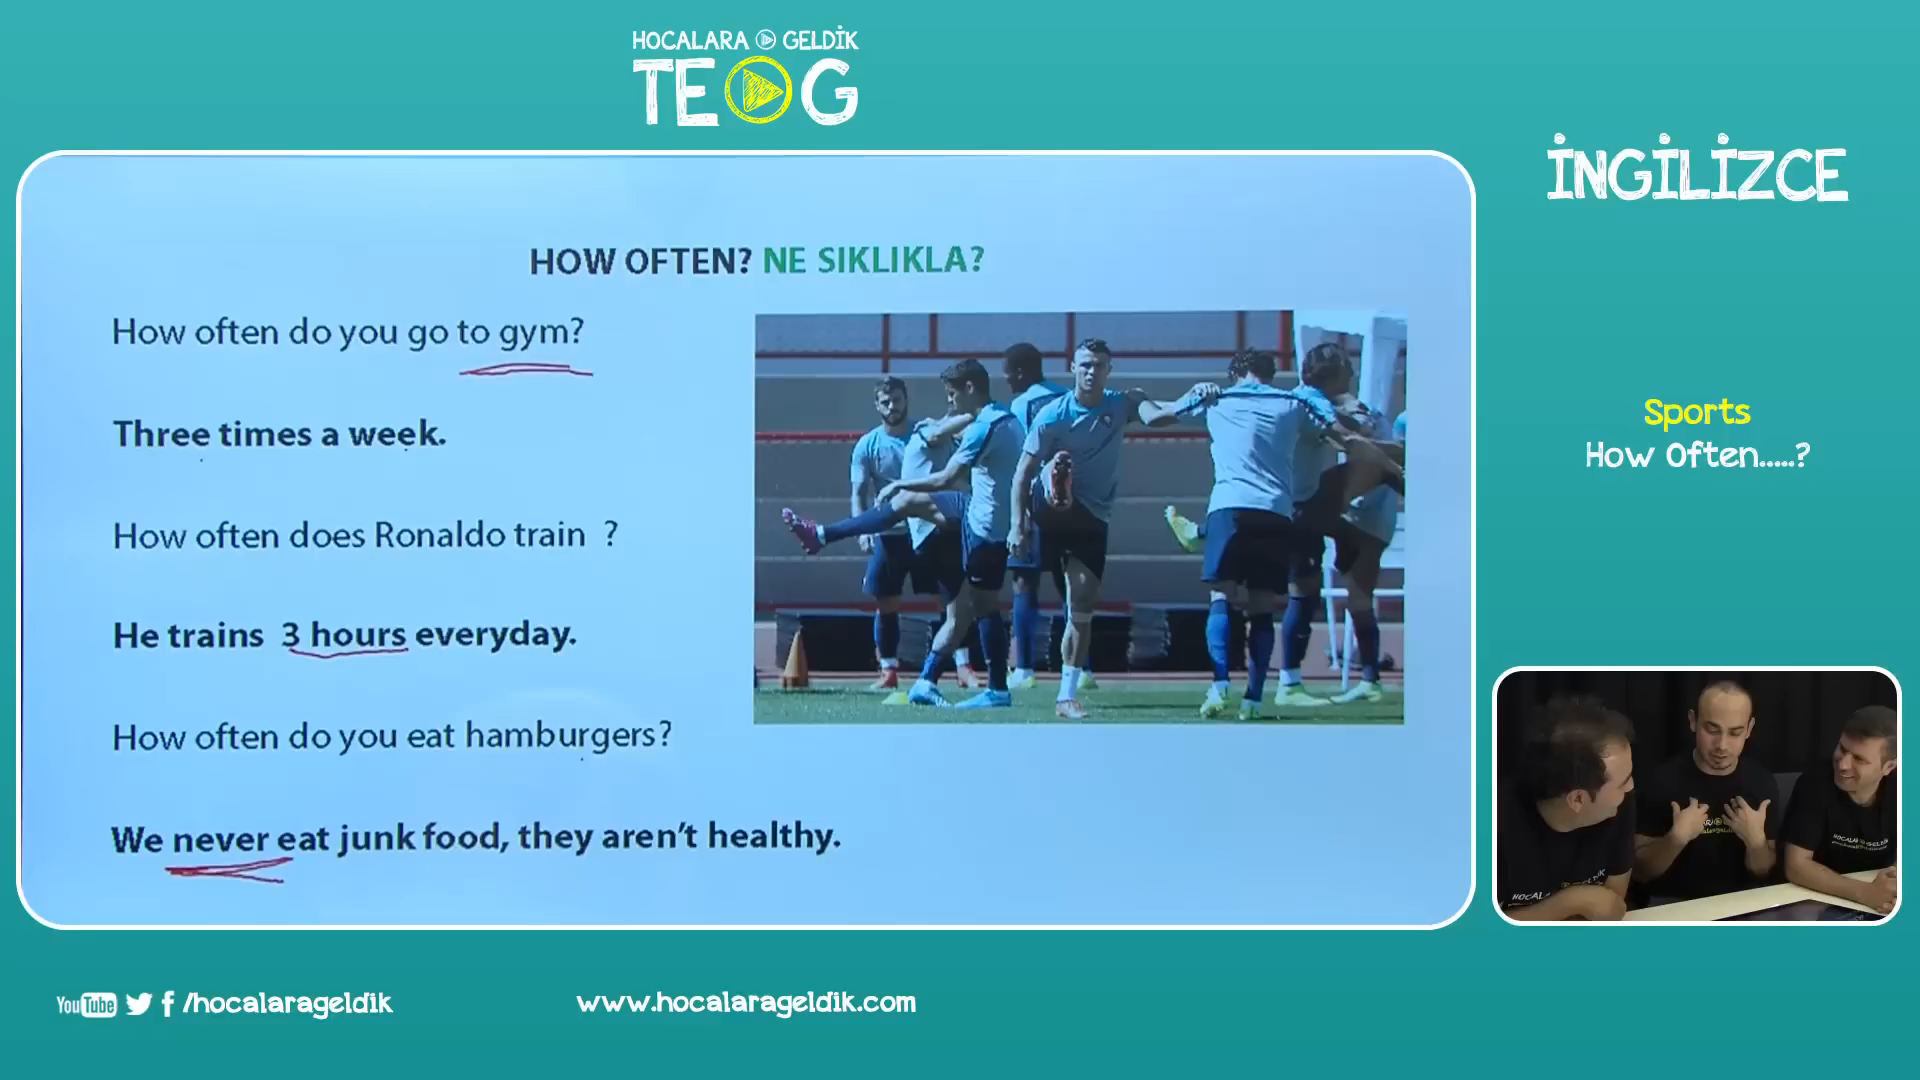 HOCALARA GELDİK
TEOG
İNGİLİZCE
HOW OFTEN? NE SIKLIKLA?
How often do you go to gym?
Three times a week.
How often does Ronaldo train ?
He trains 3 hours everyday.
How often do you eat hamburgers?
We never eat junk food, they aren't healthy.
Sports
How Often.....?
YouTube f /hocalarageldik
www.hocalarageldik.com